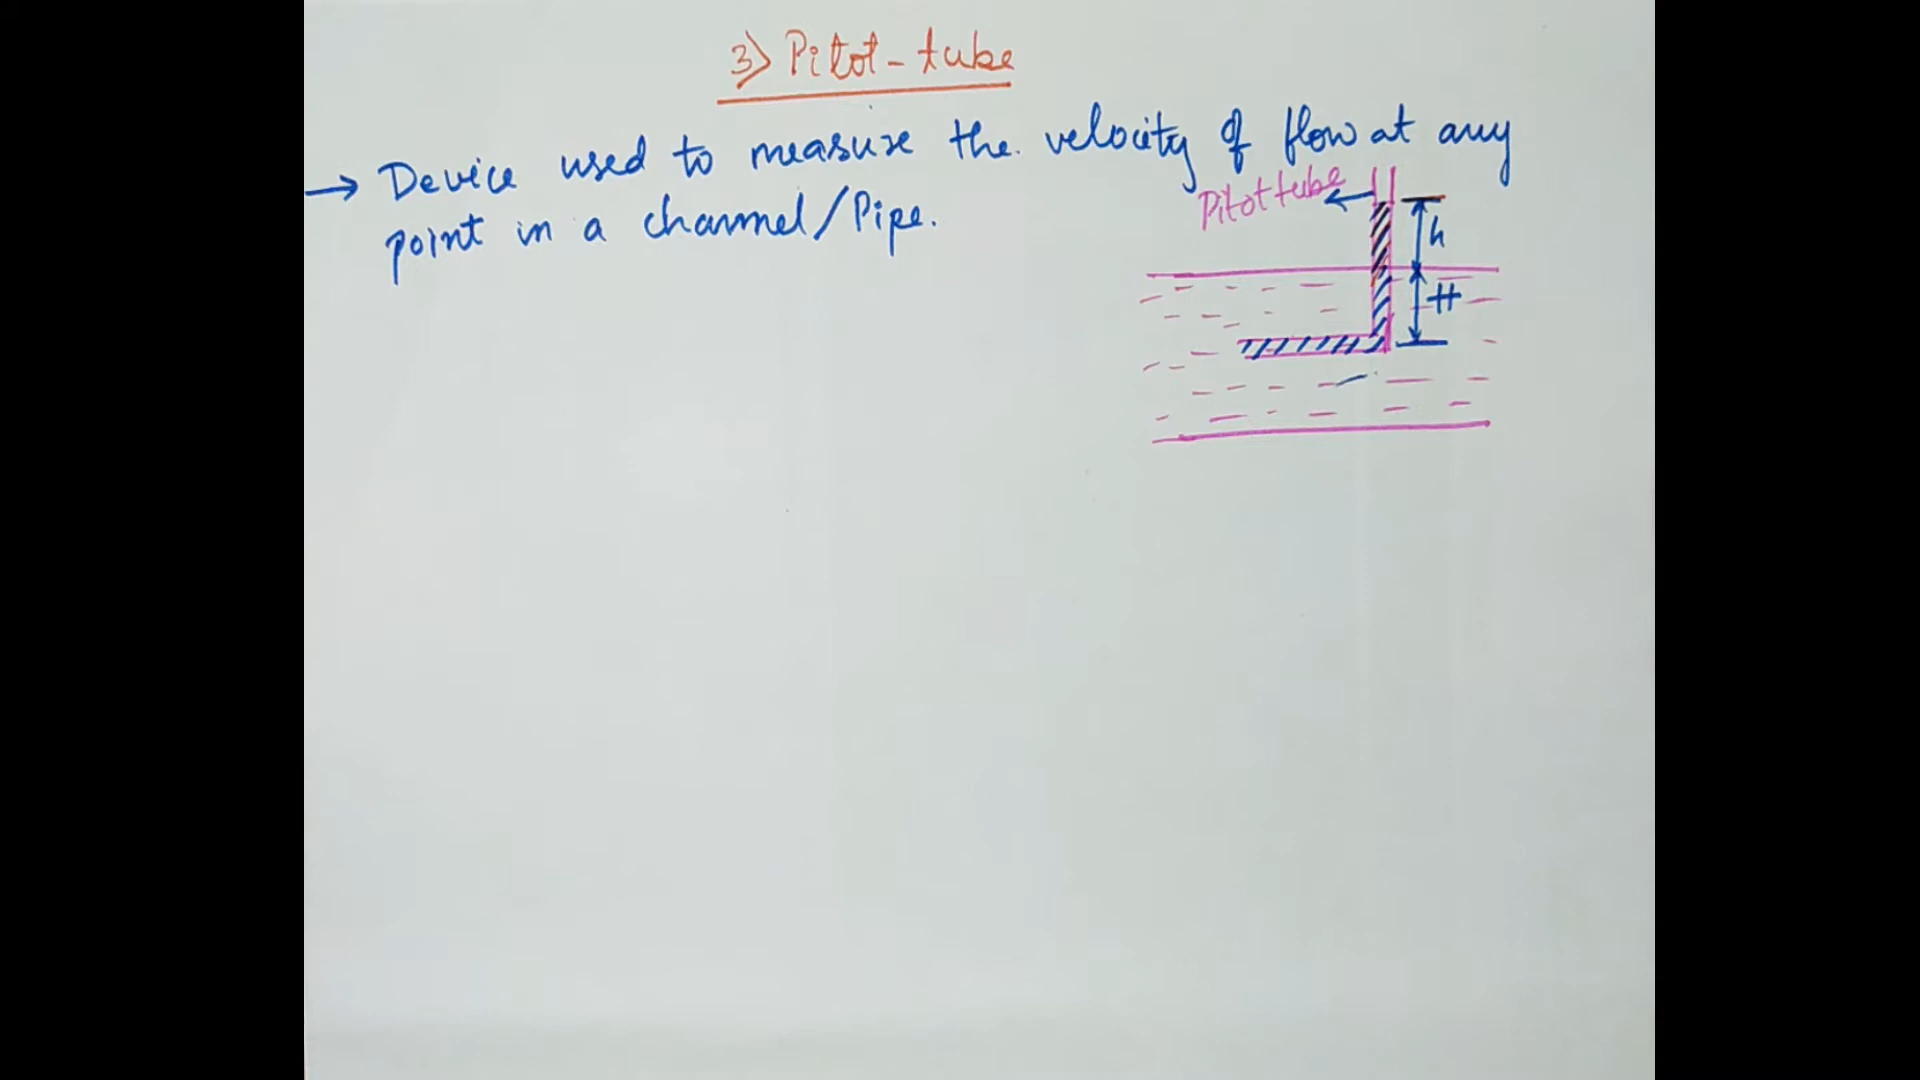 3) Pitot-tube
→ Device used to measure the velocity of flow at any
point in a channel/Pipe.
Pitot tube
h
H